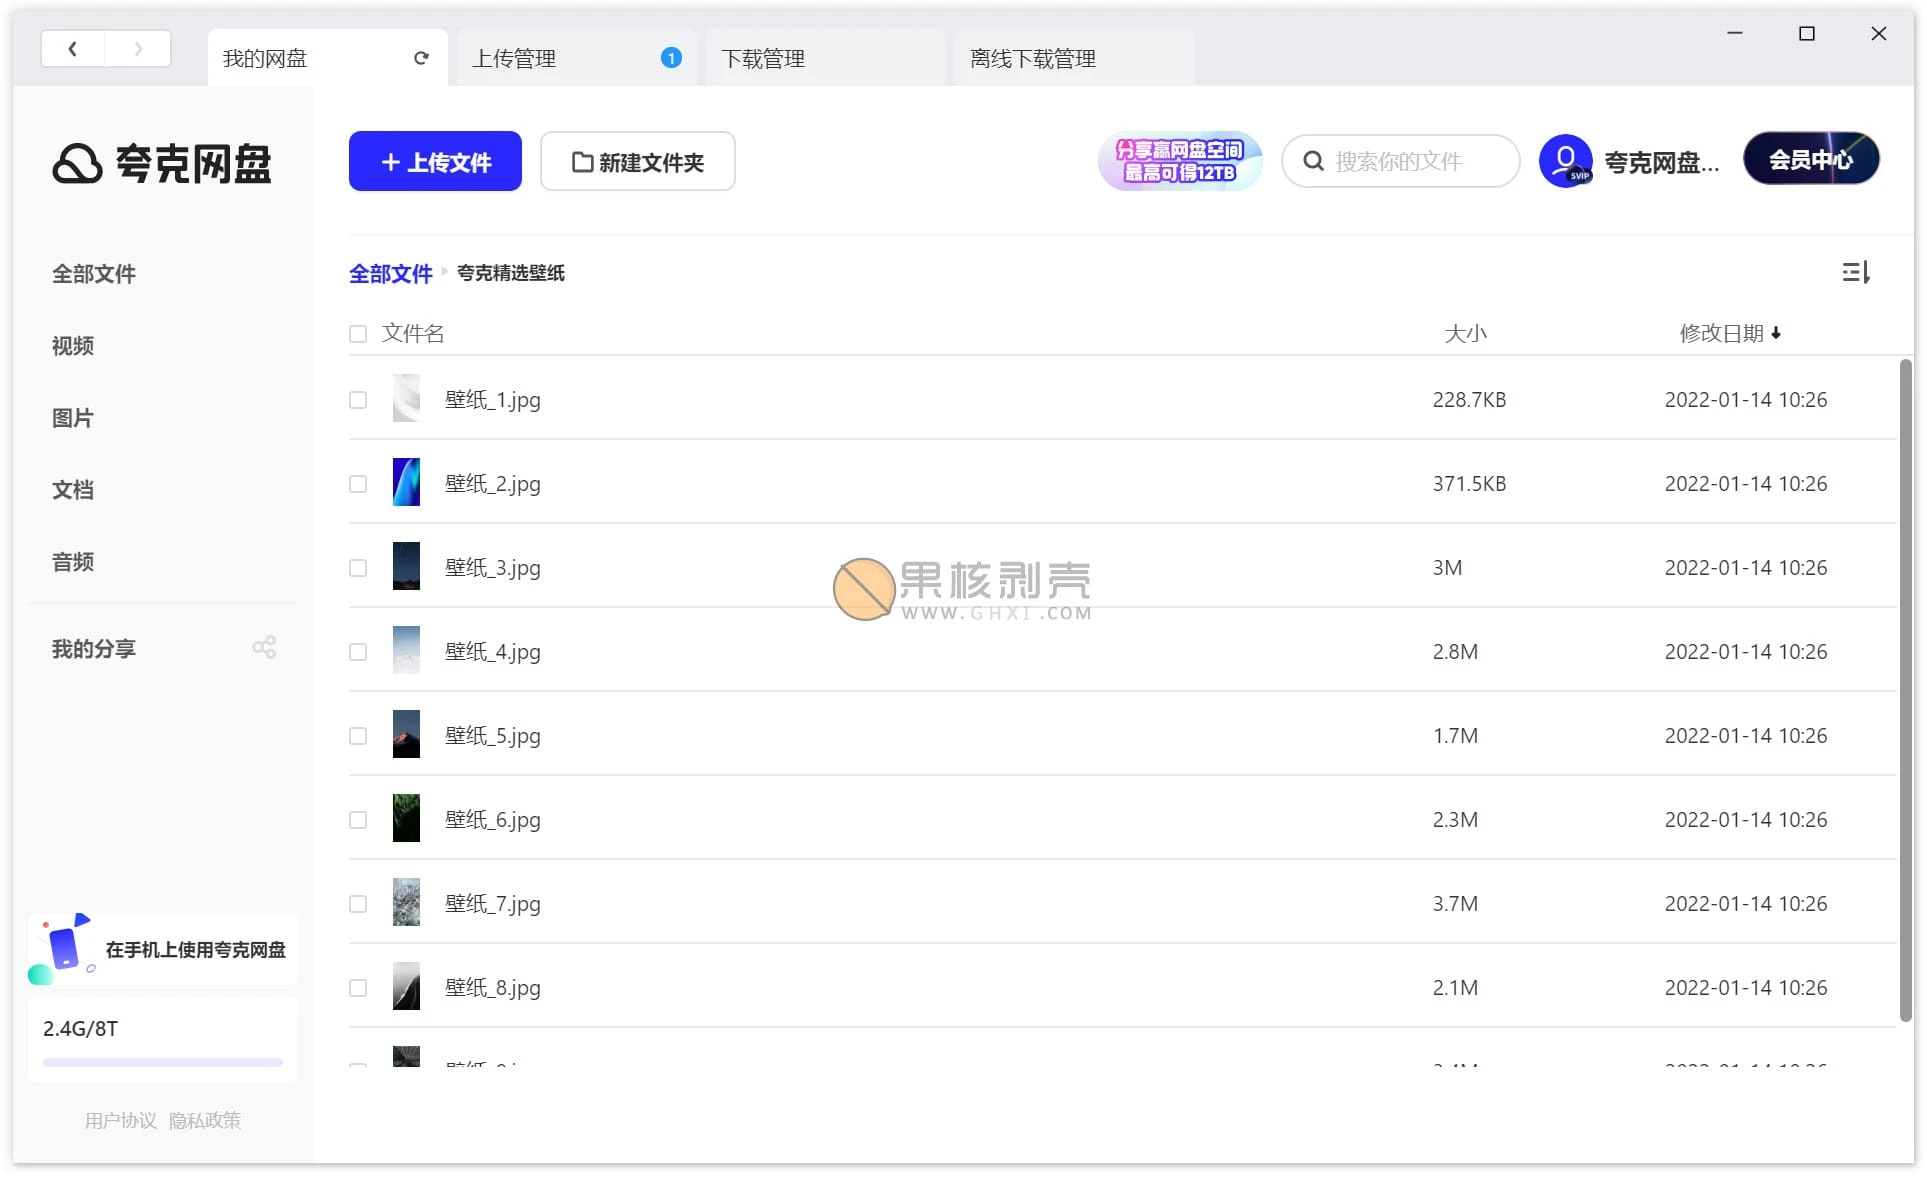 我的网盘
上传管理
1
下载管理
离线下载管理
夸克网盘
+ 上传文件
新建文件夹
分享赢网盘空间
最高可得12TB
搜索你的文件
SVIP
夸克网盘...
会员中心
全部文件
视频
图片
文档
音频
我的分享
在手机上使用夸克网盘
2.4G/8T
用户协议 隐私政策
全部文件 夸克精选壁纸
文件名 大小 修改日期
壁纸_1.jpg 228.7KB 2022-01-14 10:26
壁纸_2.jpg 371.5KB 2022-01-14 10:26
壁纸_3.jpg 3M 2022-01-14 10:26
果核剥壳
WWW.GHXI.COM
壁纸_4.jpg 2.8M 2022-01-14 10:26
壁纸_5.jpg 1.7M 2022-01-14 10:26
壁纸_6.jpg 2.3M 2022-01-14 10:26
壁纸_7.jpg 3.7M 2022-01-14 10:26
壁纸_8.jpg 2.1M 2022-01-14 10:26